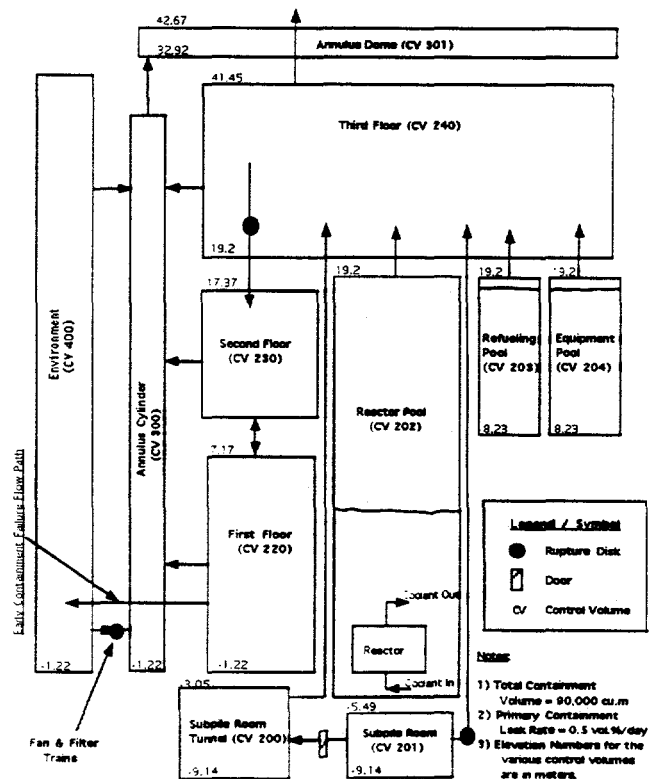 42.67
Annulus Dome (CV 301)
32.92
41.45
Third Floor (CV 240)
19.2
17.37
Second Floor
(CV 230)
7.17
First Floor
(CV 220)
-1.22
Environment
(CV 400)
-1.22
Annulus Cylinder
(CV 300)
-1.22
Early Containment Failure Flow Path
Fan & Filter
Trains
19.2
Reactor Pool
(CV 202)
Coolant Out
Reactor
Coolant In
19.2
Refueling
Pool
(CV 203)
8.23
19.2
Equipment
Pool
(CV 204)
8.23
-3.05
Subpile Room
Tunnel (CV 200)
-9.14
-5.49
Subpile Room
(CV 201)
-9.14
Legend / Symbol
Rupture Disk
Door
CV Control Volume
Notes:
1) Total Containment
Volume = 90,000 cu.m
2) Primary Containment
Leak Rate = 0.5 vol.%/day
3) Elevation Numbers for the
various control volumes
are in meters.